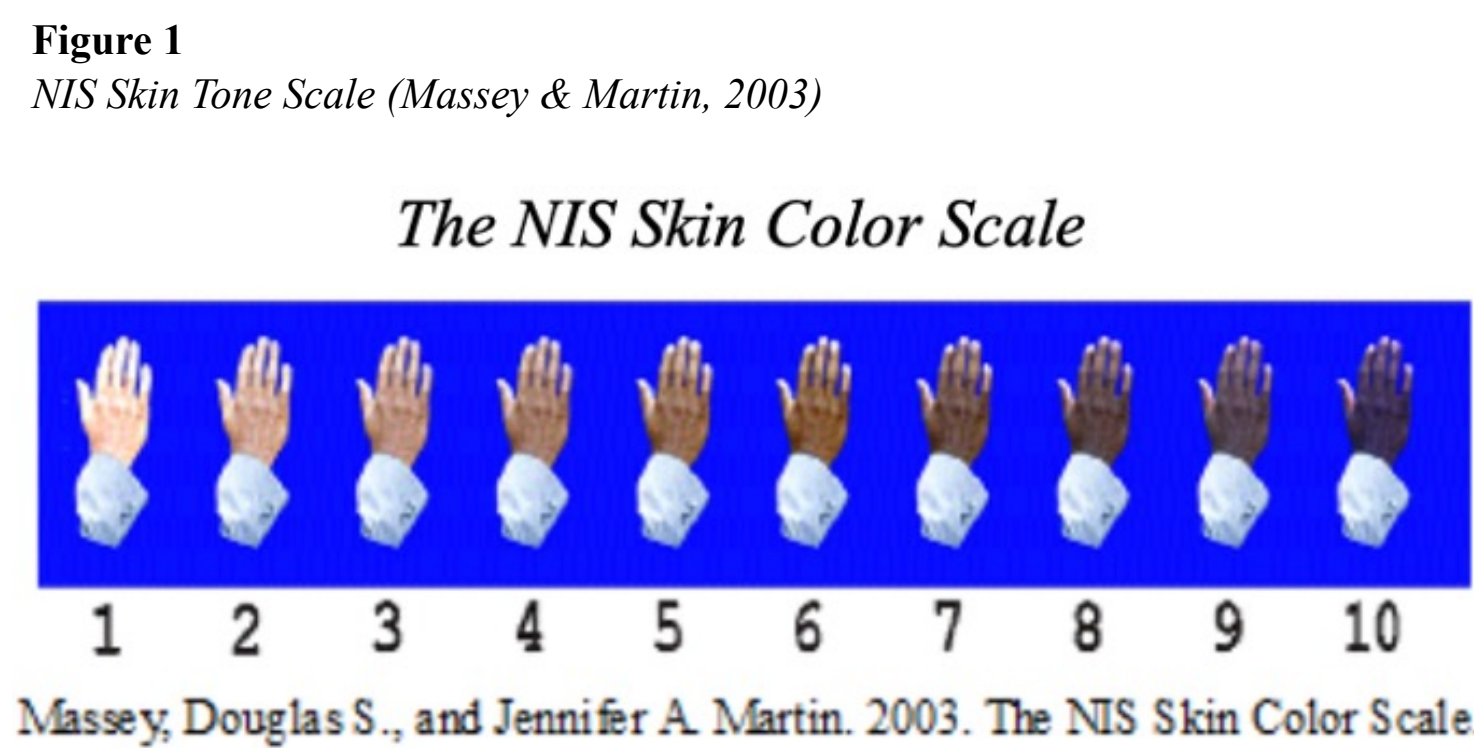 Figure 1
NIS Skin Tone Scale (Massey & Martin, 2003)
The NIS Skin Color Scale
1 2 3 4 5 6 7 8 9 10
Massey, Douglas S., and Jennifer A. Martin. 2003. The NIS Skin Color Scale.